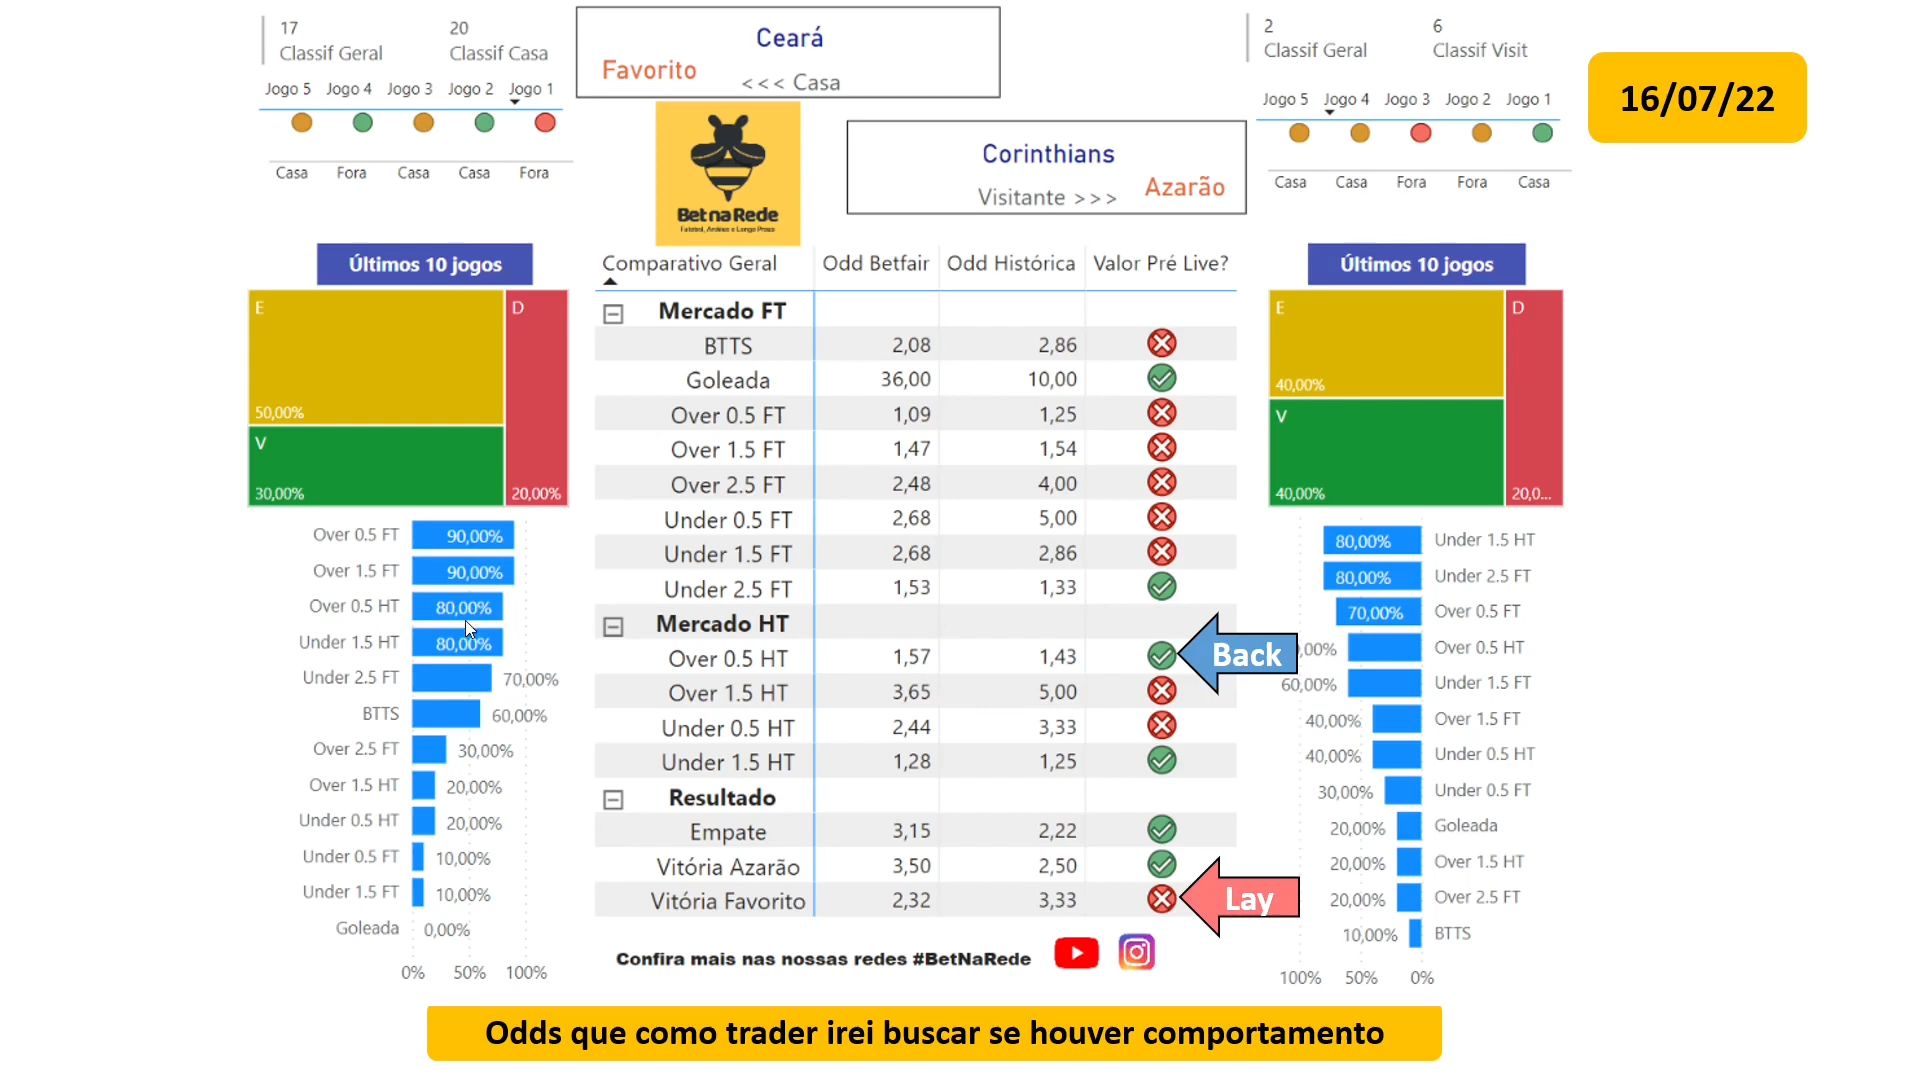 17
Classif Geral
20
Classif Casa
Jogo 5 Jogo 4 Jogo 3 Jogo 2 Jogo 1
Casa Fora Casa Casa Fora
Ceará
Favorito
<<< Casa
Bet na Rede
Futebol, Análises e Longo Prazo
Corinthians
Visitante >>>
Azarão
2
Classif Geral
6
Classif Visit
Jogo 5 Jogo 4 Jogo 3 Jogo 2 Jogo 1
Casa Casa Fora Fora Casa
16/07/22
Últimos 10 jogos
E
50,00%
V
30,00%
D
20,00%
Over 0.5 FT 90,00%
Over 1.5 FT 90,00%
Over 0.5 HT 80,00%
Under 1.5 HT 80,00%
Under 2.5 FT 70,00%
BTTS 60,00%
Over 2.5 FT 30,00%
Over 1.5 HT 20,00%
Under 0.5 HT 20,00%
Under 0.5 FT 10,00%
Under 1.5 FT 10,00%
Goleada 0,00%
0% 50% 100%
Comparativo Geral Odd Betfair Odd Histórica Valor Pré Live?
Mercado FT
BTTS 2,08 2,86
Goleada 36,00 10,00
Over 0.5 FT 1,09 1,25
Over 1.5 FT 1,47 1,54
Over 2.5 FT 2,48 4,00
Under 0.5 FT 2,68 5,00
Under 1.5 FT 2,68 2,86
Under 2.5 FT 1,53 1,33
Mercado HT
Over 0.5 HT 1,57 1,43
Back
Over 1.5 HT 3,65 5,00
Under 0.5 HT 2,44 3,33
Under 1.5 HT 1,28 1,25
Resultado
Empate 3,15 2,22
Vitória Azarão 3,50 2,50
Vitória Favorito 2,32 3,33
Lay
Confira mais nas nossas redes #BetNaRede
Últimos 10 jogos
E
40,00%
V
40,00%
D
20,0...
80,00% Under 1.5 HT
80,00% Under 2.5 FT
70,00% Over 0.5 FT
,00% Over 0.5 HT
60,00% Under 1.5 FT
40,00% Over 1.5 FT
40,00% Under 0.5 HT
30,00% Under 0.5 FT
20,00% Goleada
20,00% Over 1.5 HT
20,00% Over 2.5 FT
10,00% BTTS
100% 50% 0%
Odds que como trader irei buscar se houver comportamento